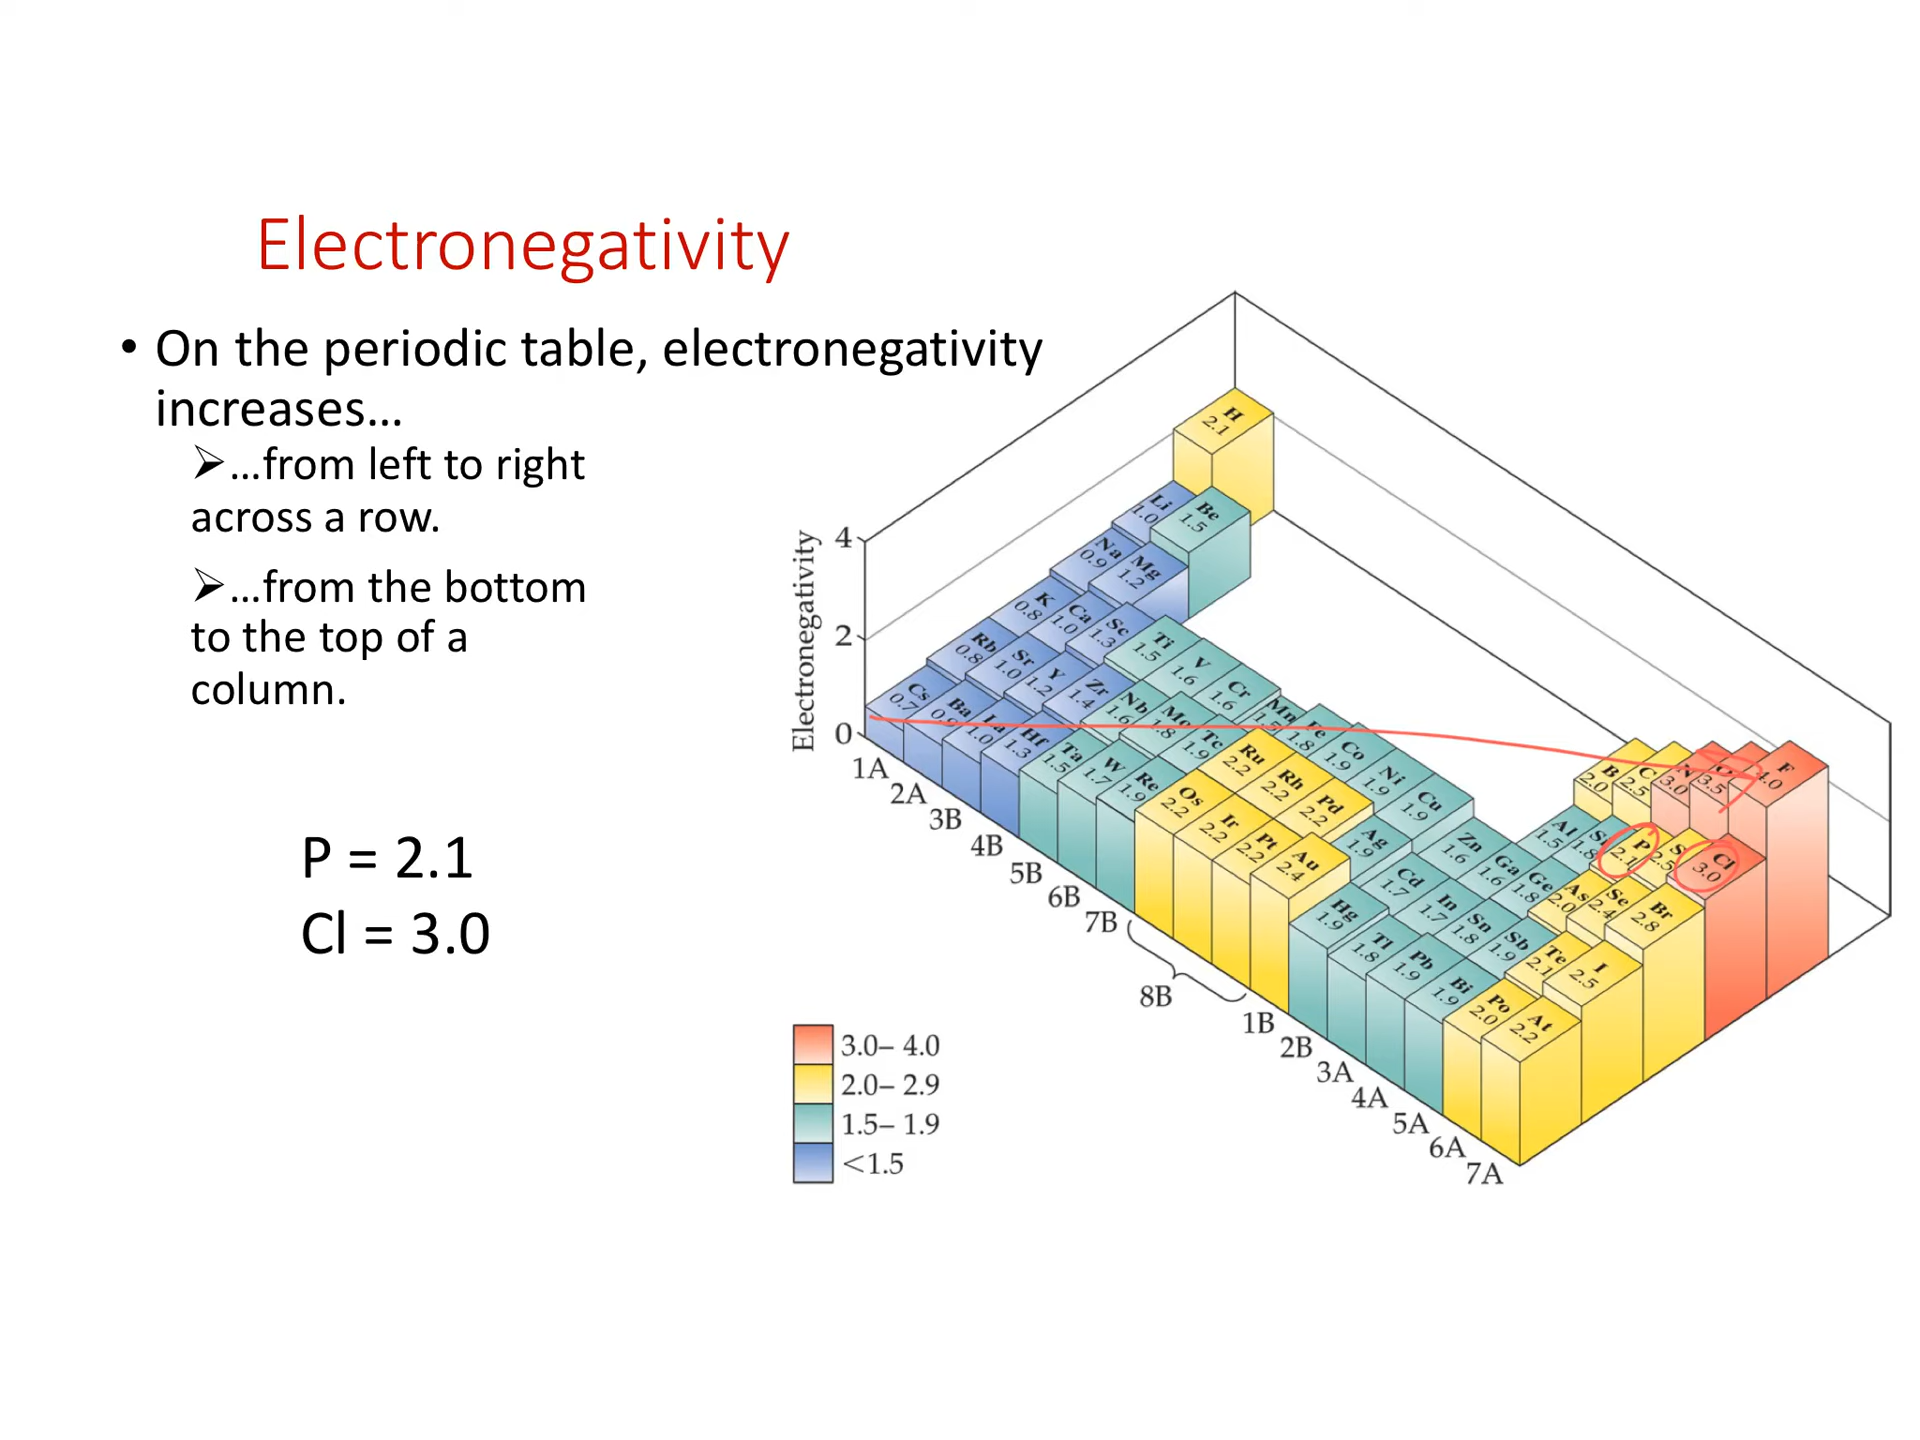 Electronegativity
• On the periodic table, electronegativity
increases...
➢...from left to right
across a row.
➢...from the bottom
to the top of a
column.
P = 2.1
Cl = 3.0
Electronegativity
4
2
0
H 2.1
Li 1.0
Be 1.5
Na 0.9
Mg 1.2
K 0.8
Ca 1.0
Sc 1.3
Ti 1.5
V 1.6
Cr 1.6
Mn 1.5
Fe 1.8
Co 1.9
Ni 1.9
Cu 1.9
Zn 1.6
Ga 1.6
Ge 1.8
As 2.0
Se 2.4
Br 2.8
Rb 0.8
Sr 1.0
Y 1.2
Zr 1.4
Nb 1.6
Mo 1.8
Tc 1.9
Ru 2.2
Rh 2.2
Pd 2.2
Ag 1.9
Cd 1.7
In 1.7
Sn 1.8
Sb 1.9
Te 2.1
I 2.5
Cs 0.7
Ba
La 1.0
Hf 1.3
Ta 1.5
W 1.7
Re 1.9
Os 2.2
Ir 2.2
Pt 2.2
Au 2.4
Hg 1.9
Tl 1.8
Pb 1.9
Bi 1.9
Po 2.0
At 2.2
B 2.0
C 2.5
N 3.0
3.5
F 4.0
Al 1.5
1.8
P 2.1
S 2.5
Cl 3.0
1A
2A
3B
4B
5B
6B
7B
8B
1B
2B
3A
4A
5A
6A
7A
3.0– 4.0
2.0– 2.9
1.5– 1.9
<1.5